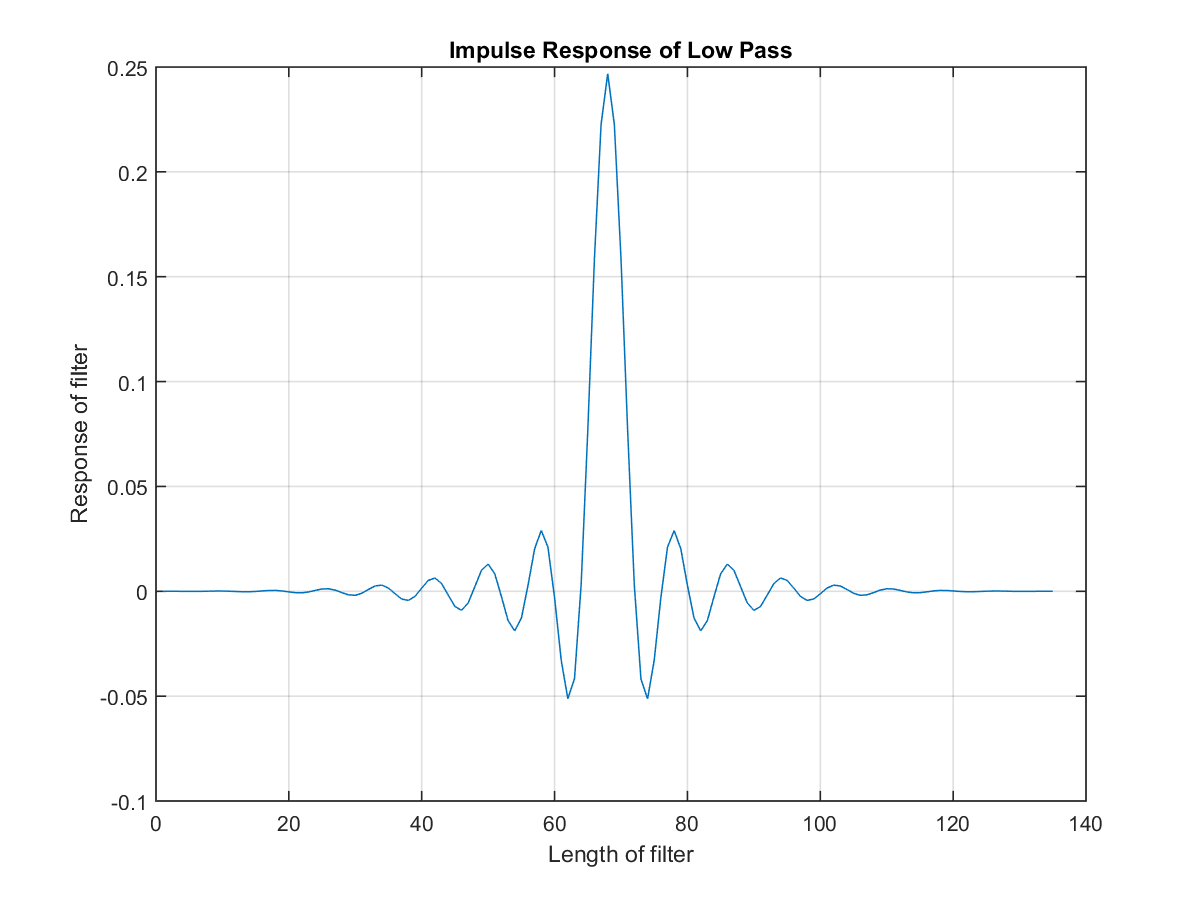 Impulse Response of Low Pass
0.25
0.2
0.15
0.1
0.05
0
-0.05
-0.1
Response of filter
0 20 40 60 80 100 120 140
Length of filter